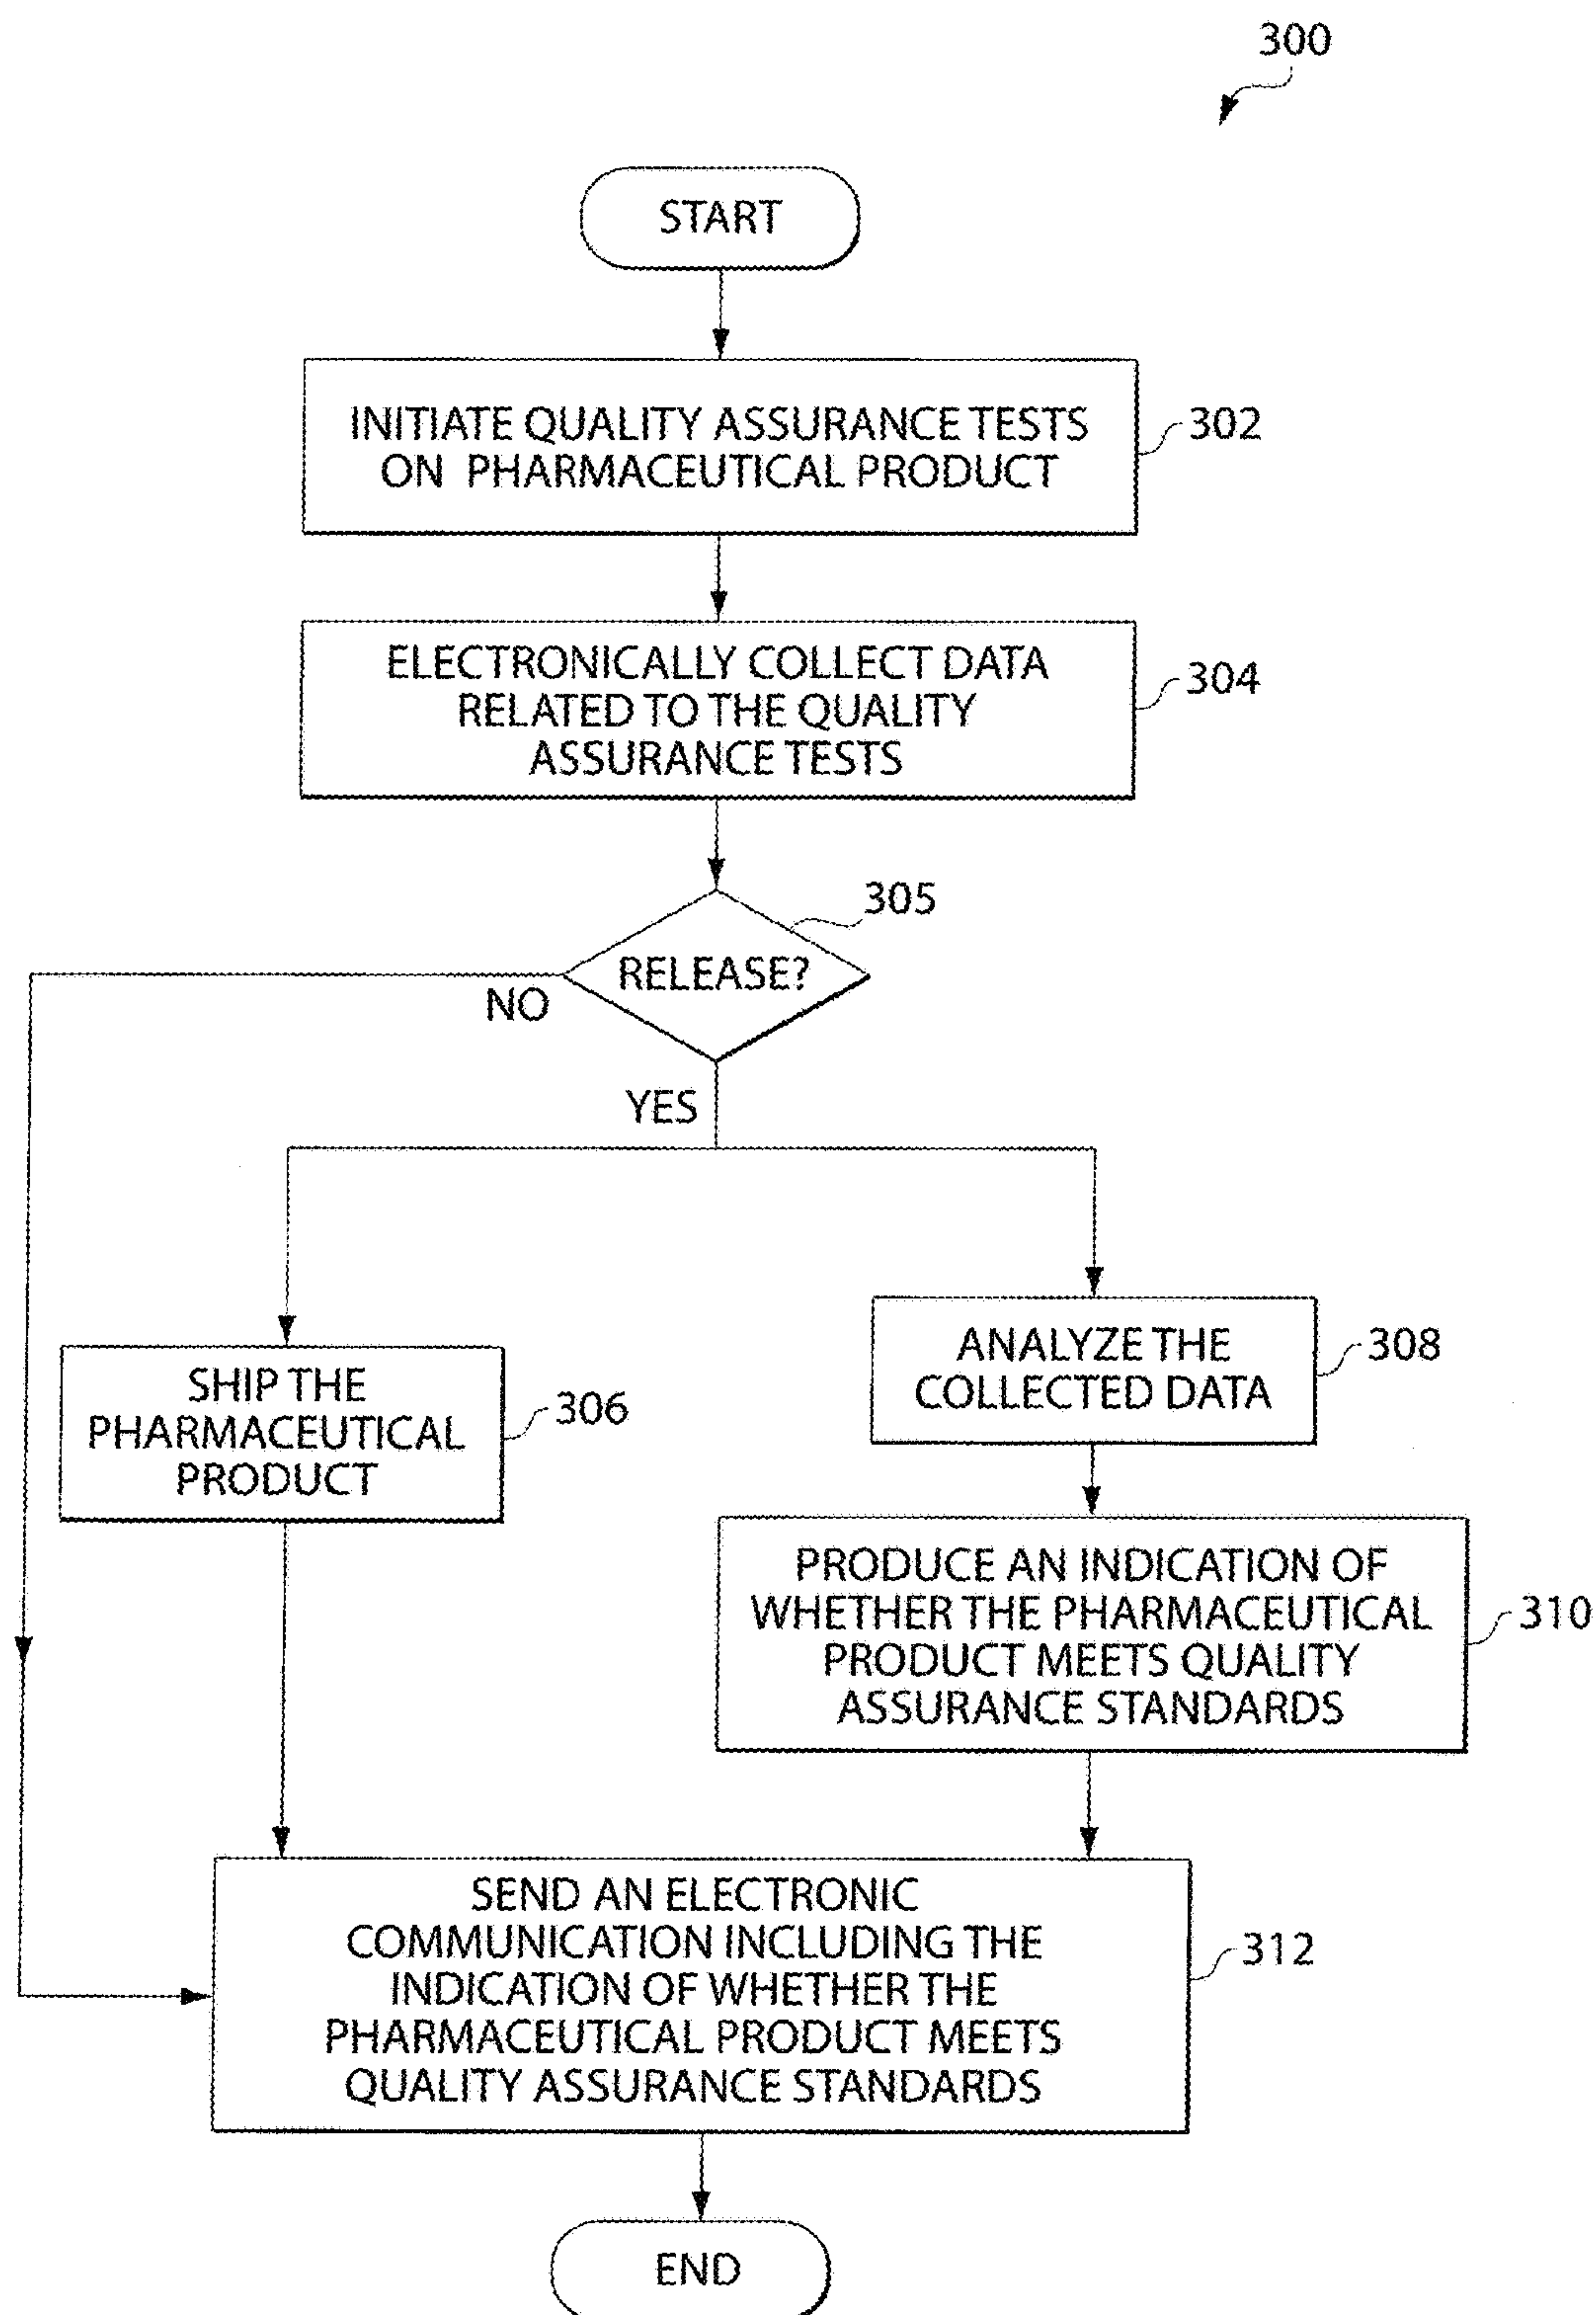 300
START
INITIATE QUALITY ASSURANCE TESTS
ON PHARMACEUTICAL PRODUCT
302
ELECTRONICALLY COLLECT DATA
RELATED TO THE QUALITY
ASSURANCE TESTS
304
305
RELEASE?
NO
YES
SHIP THE
PHARMACEUTICAL
PRODUCT
306
ANALYZE THE
COLLECTED DATA
308
PRODUCE AN INDICATION OF
WHETHER THE PHARMACEUTICAL
PRODUCT MEETS QUALITY
ASSURANCE STANDARDS
310
SEND AN ELECTRONIC
COMMUNICATION INCLUDING THE
INDICATION OF WHETHER THE
PHARMACEUTICAL PRODUCT MEETS
QUALITY ASSURANCE STANDARDS
312
END